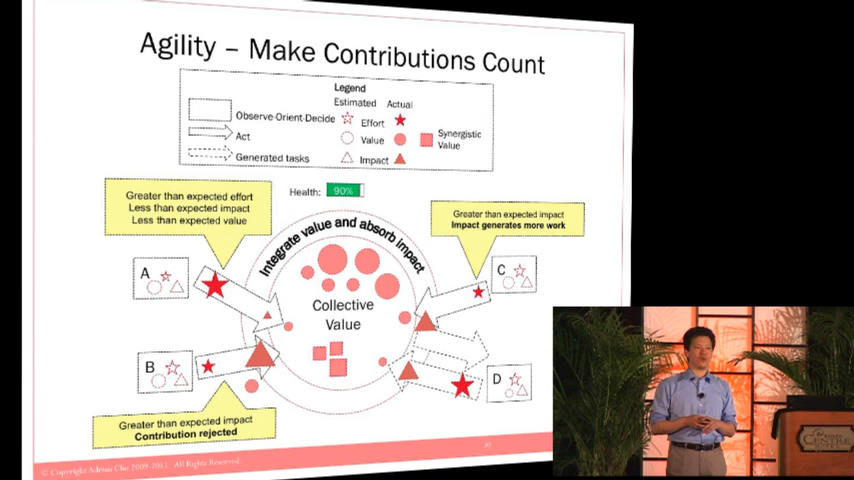 Agility – Make Contributions Count
Legend
Estimated Actual
Observe-Orient-Decide
Effort
Act
Value
Synergistic
Value
Generated tasks
Impact
Health: 90%
Greater than expected effort
Less than expected impact
Less than expected value
Greater than expected impact
Impact generates more work
Integrate value and absorb impact
A
C
Collective
Value
B
D
Greater than expected impact
Contribution rejected
© Copyright Adrian Cho 2009-2011 All Rights Reserved.
CENTRE